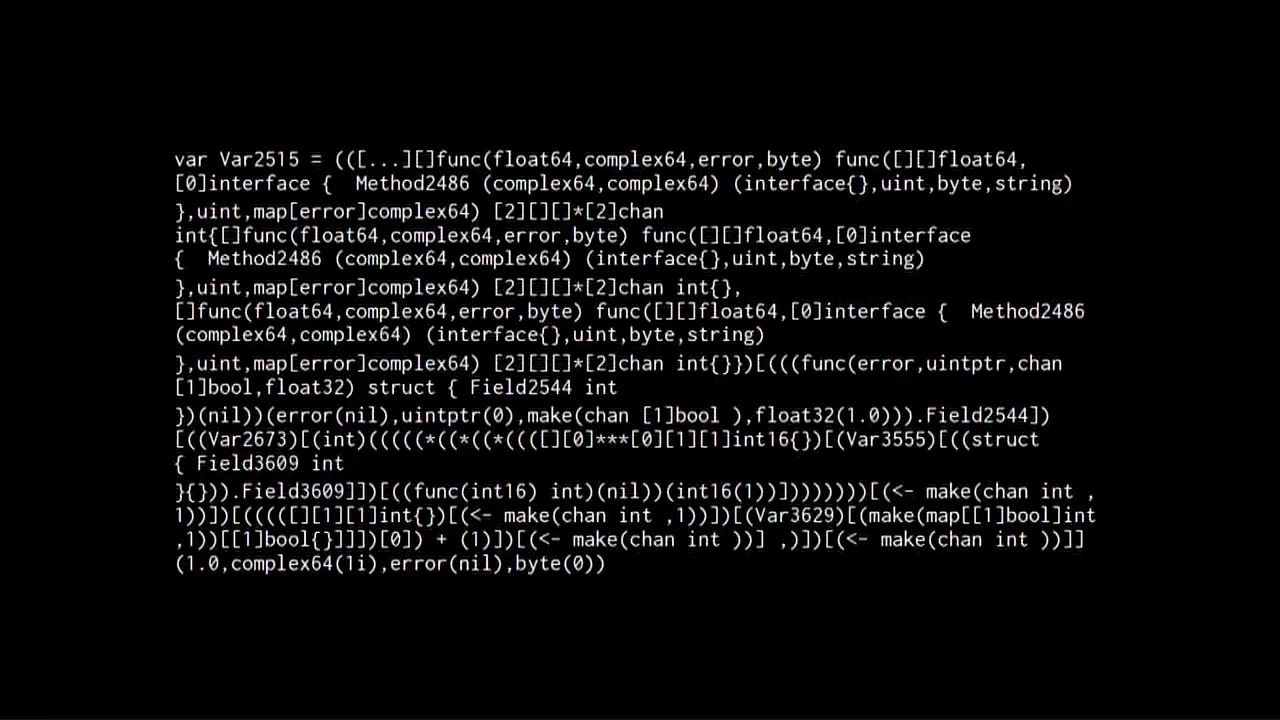 var Var2515 = (([...][]func(float64,complex64,error,byte) func([][]float64,
[0]interface {  Method2486 (complex64,complex64) (interface{},uint,byte,string)
},uint,map[error]complex64) [2][][]*[2]chan
int{[]func(float64,complex64,error,byte) func([][]float64,[0]interface
{  Method2486 (complex64,complex64) (interface{},uint,byte,string)
},uint,map[error]complex64) [2][][]*[2]chan int{},
[]func(float64,complex64,error,byte) func([][]float64,[0]interface {  Method2486
(complex64,complex64) (interface{},uint,byte,string)
},uint,map[error]complex64) [2][][]*[2]chan int{}})[(((func(error,uintptr,chan
[1]bool,float32) struct { Field2544 int
})(nil))(error(nil),uintptr(0),make(chan [1]bool ),float32(1.0))).Field2544])
[((Var2673)[(int)(((((*((*((*((([][0]***[0][1][1]int16{})[(Var3555)[((struct
{ Field3609 int
}{})).Field3609]])[((func(int16) int)(nil))(int16(1))])))))))[(<- make(chan int ,
1))])[((((([][1][1]int{})[(<- make(chan int ,1))])[(Var3629)[(make(map[[1]bool]int
,1))[[1]bool{}]]])[0]) + (1)])[(<- make(chan int ))] ,)])[(<- make(chan int ))]]
(1.0,complex64(1i),error(nil),byte(0))